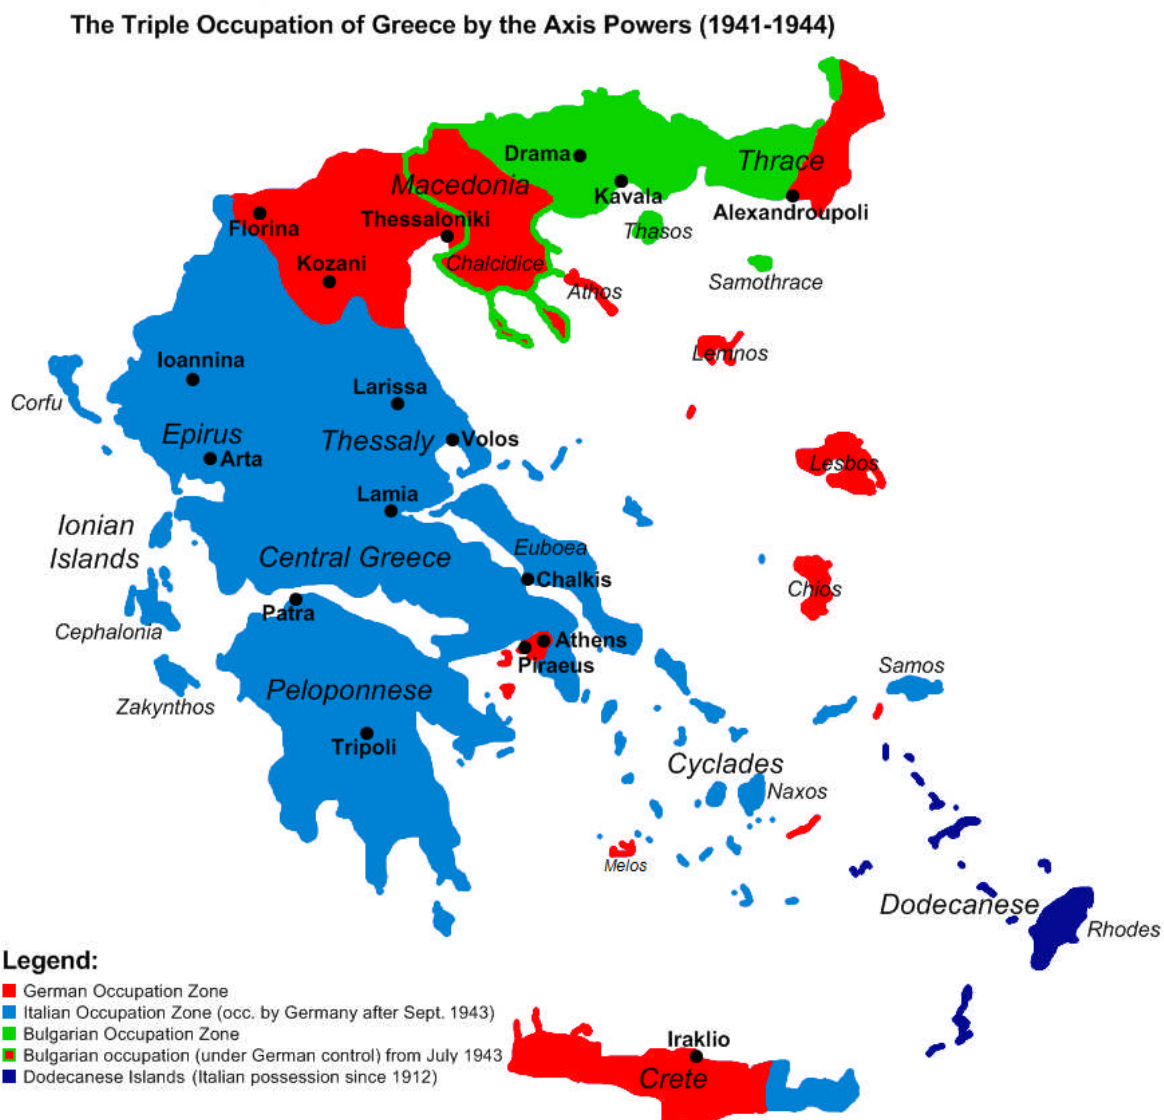 The Triple Occupation of Greece by the Axis Powers (1941-1944)
Drama
Thrace
Macedonia
Kavala
Alexandroupoli
Thessaloniki
Florina
Thasos
Kozani
Chalcidice
Samothrace
Athos
Lemnos
Ioannina
Larissa
Corfu
Epirus
Thessaly
Volos
Arta
Lesbos
Lamia
Ionian
Islands
Central Greece
Euboea
Chalkis
Chios
Patra
Cephalonia
Athens
Piraeus
Samos
Peloponnese
Zakynthos
Tripoli
Cyclades
Naxos
Melos
Dodecanese
Rhodes
Legend:
German Occupation Zone
Italian Occupation Zone (occ. by Germany after Sept. 1943)
Bulgarian Occupation Zone
Bulgarian occupation (under German control) from July 1943
Dodecanese Islands (Italian possession since 1912)
Iraklio
Crete